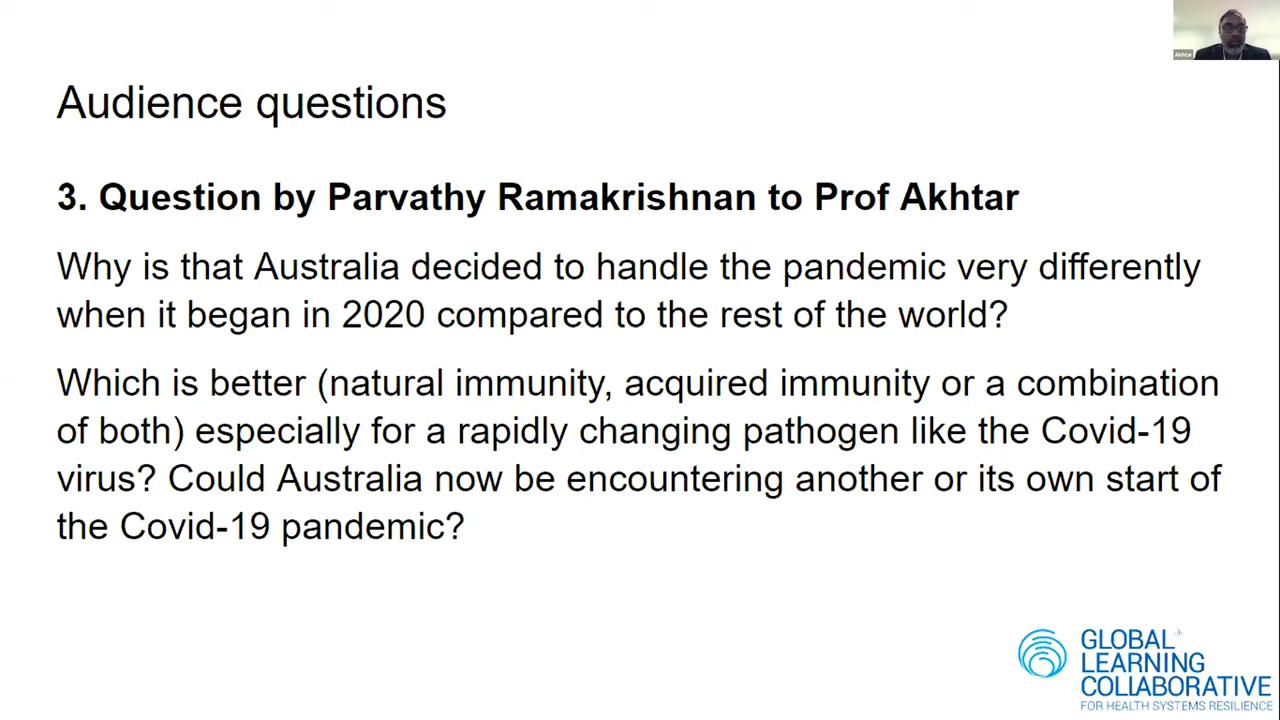 Akhtar
Audience questions
3. Question by Parvathy Ramakrishnan to Prof Akhtar
Why is that Australia decided to handle the pandemic very differently
when it began in 2020 compared to the rest of the world?
Which is better (natural immunity, acquired immunity or a combination
of both) especially for a rapidly changing pathogen like the Covid-19
virus? Could Australia now be encountering another or its own start of
the Covid-19 pandemic?
GLOBAL
LEARNING
COLLABORATIVE
FOR HEALTH SYSTEMS RESILIENCE